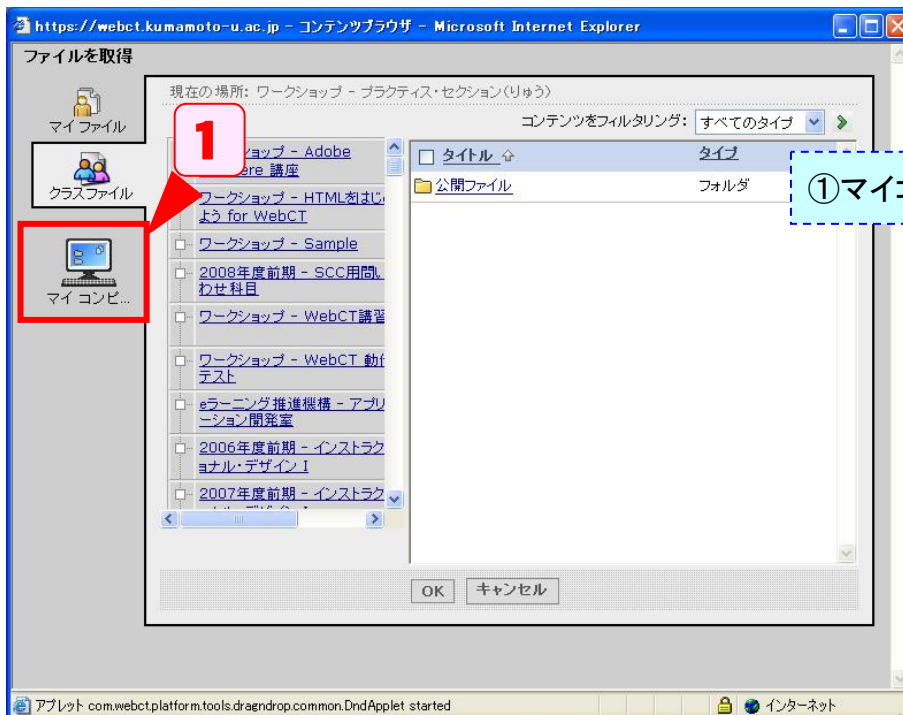 https://webct.kumamoto-u.ac.jp - コンテンツブラウザ - Microsoft Internet Explorer
ファイルを取得
マイ ファイル
クラスファイル
マイ コンピ...
1
現在の場所: ワークショップ - プラクティス・セクション(りゅう)
コンテンツをフィルタリング: すべてのタイプ
ショップ - Adobe
ere 講座
ワークショップ - HTMLをはじ
よう for WebCT
ワークショップ - Sample
2008年度前期 - SCC用問い
わせ科目
ワークショップ - WebCT講習
ワークショップ - WebCT 動作
テスト
eラーニング推進機構 - アプリ
ーション開発室
2006年度前期 - インストラク
ョナル・デザイン I
2007年度前期 - インストラク
タイトル タイプ
公開ファイル フォルダ
①マイコ
OK キャンセル
アプレット com.webct.platform.tools.dragndrop.common.DndApplet started
インターネット